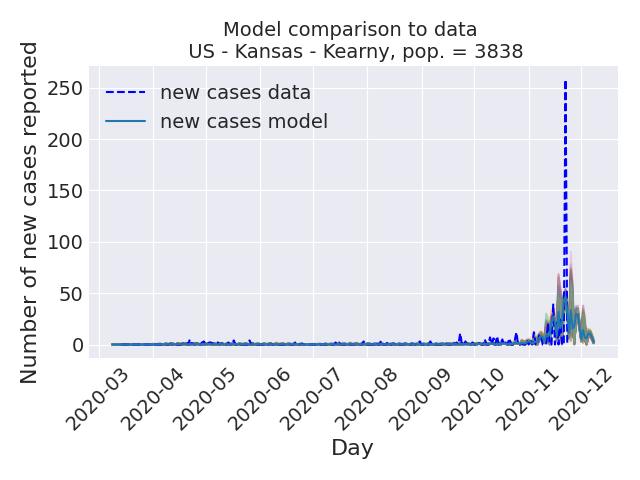 Model comparison to data
US - Kansas - Kearny, pop. = 3838
Number of new cases reported
250
200
150
100
50
0
new cases data
new cases model
2020-03
2020-04
2020-05
2020-06
2020-07
2020-08
2020-09
2020-10
2020-11
2020-12
Day